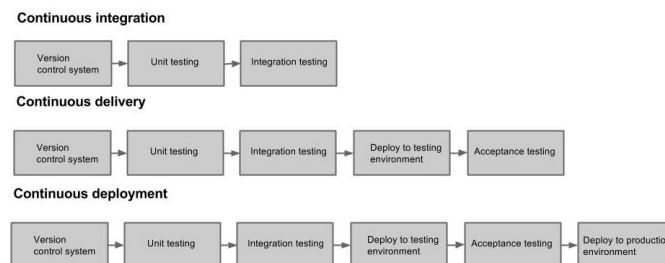 Continuous integration
Version
control system
Unit testing
Integration testing
Continuous delivery
Version
control system
Unit testing
Integration testing
Deploy to testing
environment
Acceptance testing
Continuous deployment
Version
control system
Unit testing
Integration testing
Deploy to testing
environment
Acceptance testing
Deploy to production
environment